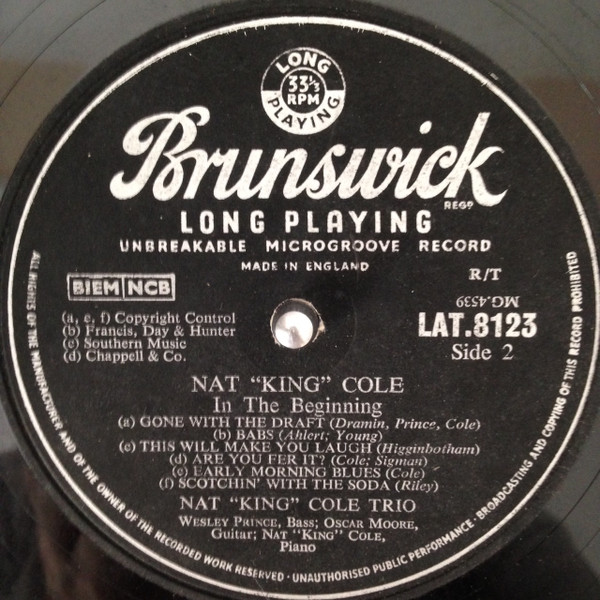 LONG
33⅓
RPM
PLAYING
Brunswick
REGD
LONG PLAYING
UNBREAKABLE MICROGROOVE RECORD
MADE IN ENGLAND
R/T
BIEM NCB
MG.4539
(a, e, f) Copyright Control
(b) Francis, Day & Hunter
(c) Southern Music
(d) Chappell & Co.
LAT.8123
Side 2
NAT "KING" COLE
In The Beginning
(a) GONE WITH THE DRAFT (Dramin, Prince, Cole)
(b) BABS (Ahlert; Young)
(c) THIS WILL MAKE YOU LAUGH (Higginbotham)
(d) ARE YOU FER IT? (Cole; Sigman)
(e) EARLY MORNING BLUES (Cole)
(f) SCOTCHIN' WITH THE SODA (Riley)
NAT "KING" COLE TRIO
WESLEY PRINCE, Bass; OSCAR MOORE,
Guitar; NAT "KING" COLE,
Piano
ALL RIGHTS OF THE MANUFACTURER AND OF THE OWNER OF THE RECORDED WORK RESERVED · UNAUTHORISED PUBLIC PERFORMANCE · BROADCASTING AND COPYING OF THIS RECORD PROHIBITED